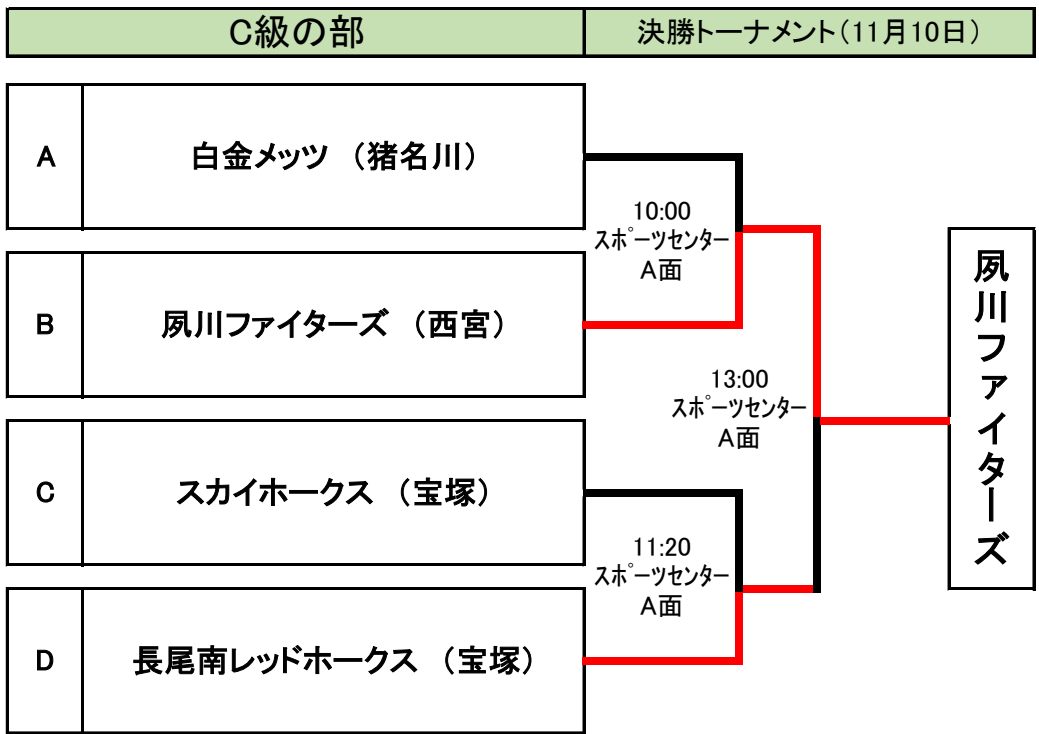 C級の部
決勝トーナメント（11月10日）
A
白金メッツ （猪名川）
10:00
スポーツセンター
A面
B
夙川ファイターズ （西宮）
13:00
スポーツセンター
A面
夙川ファイターズ
C
スカイホークス （宝塚）
11:20
スポーツセンター
A面
D
長尾南レッドホークス （宝塚）